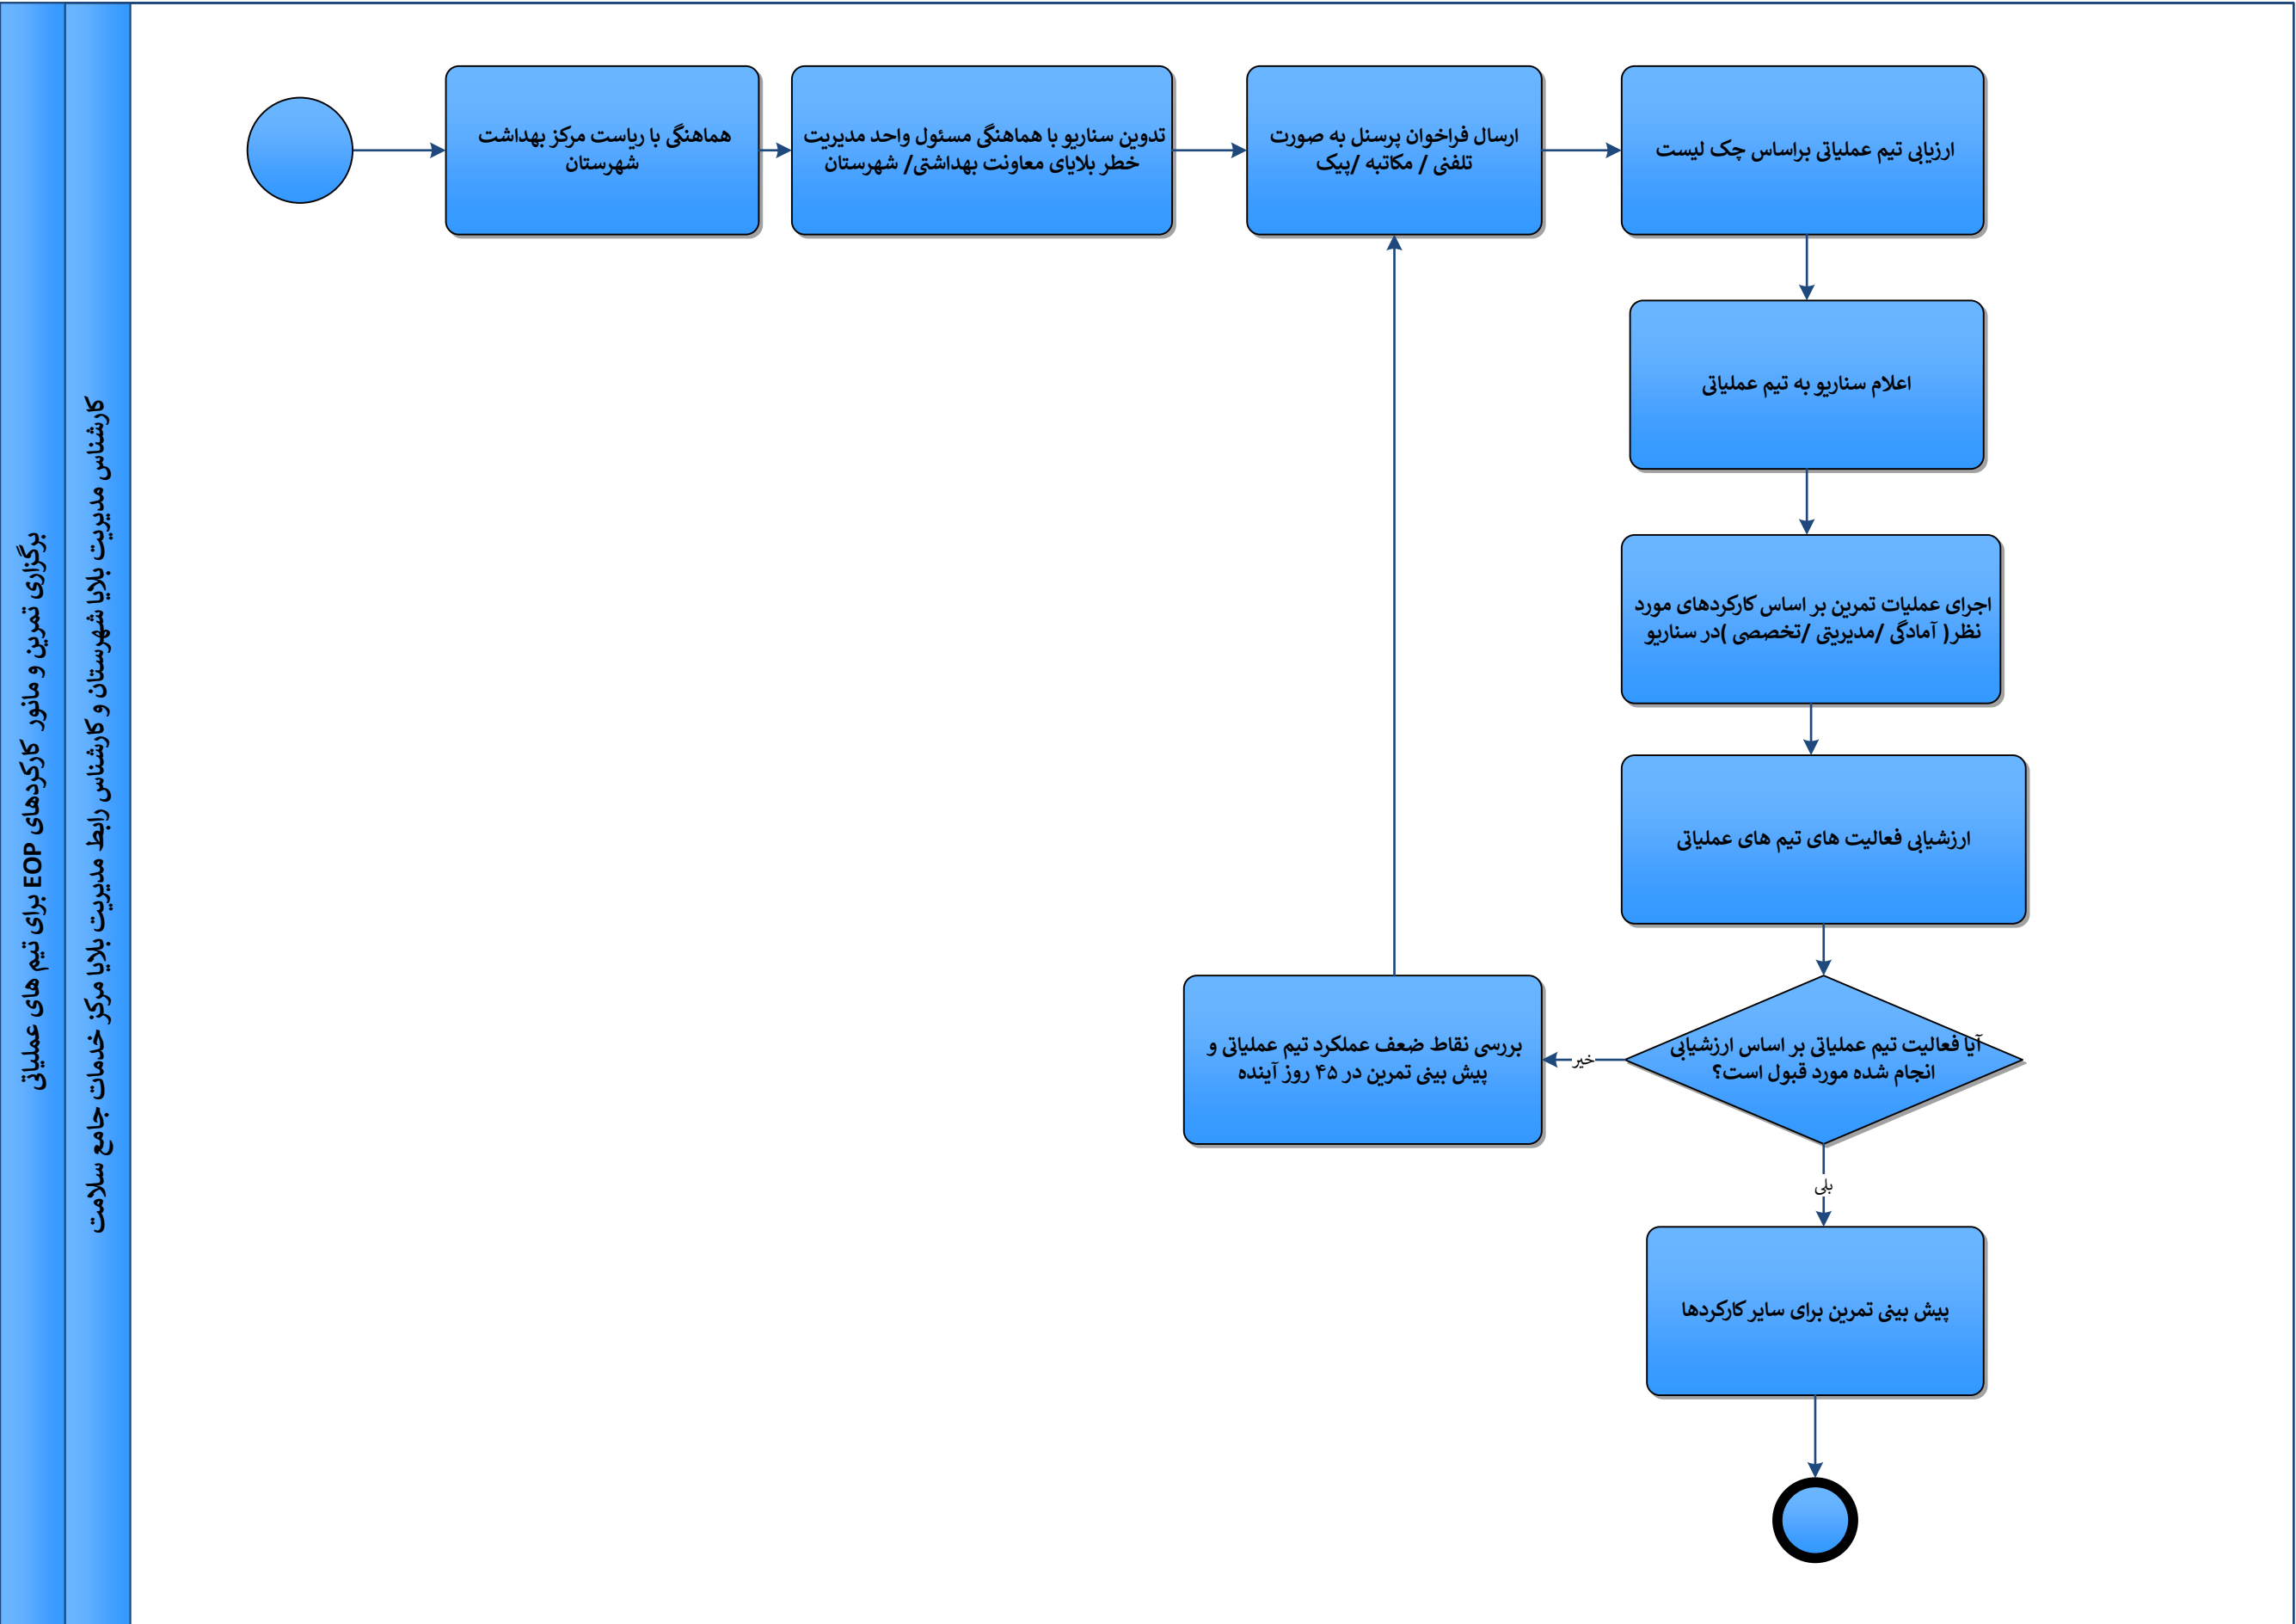 برگزاری تمرین و مانور کارکردهای EOP برای تیم های عملیاتی
کارشناس مدیریت بلایا شهرستان و کارشناس رابط مدیریت بلایا مرکز خدمات جامع سلامت
هماهنگی با ریاست مرکز بهداشت
شهرستان
تدوین سناریو با هماهنگی مسئول واحد مدیریت
خطر بلایای معاونت بهداشتی/ شهرستان
ارسال فراخوان پرسنل به صورت
تلفنی / مکاتبه /پیک
ارزیابی تیم عملیاتی براساس چک لیست
اعلام سناریو به تیم عملیاتی
اجرای عملیات تمرین بر اساس کارکردهای مورد
نظر( آمادگی /مدیریتی /تخصصی )در سناریو
ارزشیابی فعالیت های تیم های عملیاتی
آیا فعالیت تیم عملیاتی بر اساس ارزشیابی
انجام شده مورد قبول است؟
خیر
بررسی نقاط ضعف عملکرد تیم عملیاتی و
پیش بینی تمرین در ۴۵ روز آینده
بلی
پیش بینی تمرین برای سایر کارکردها